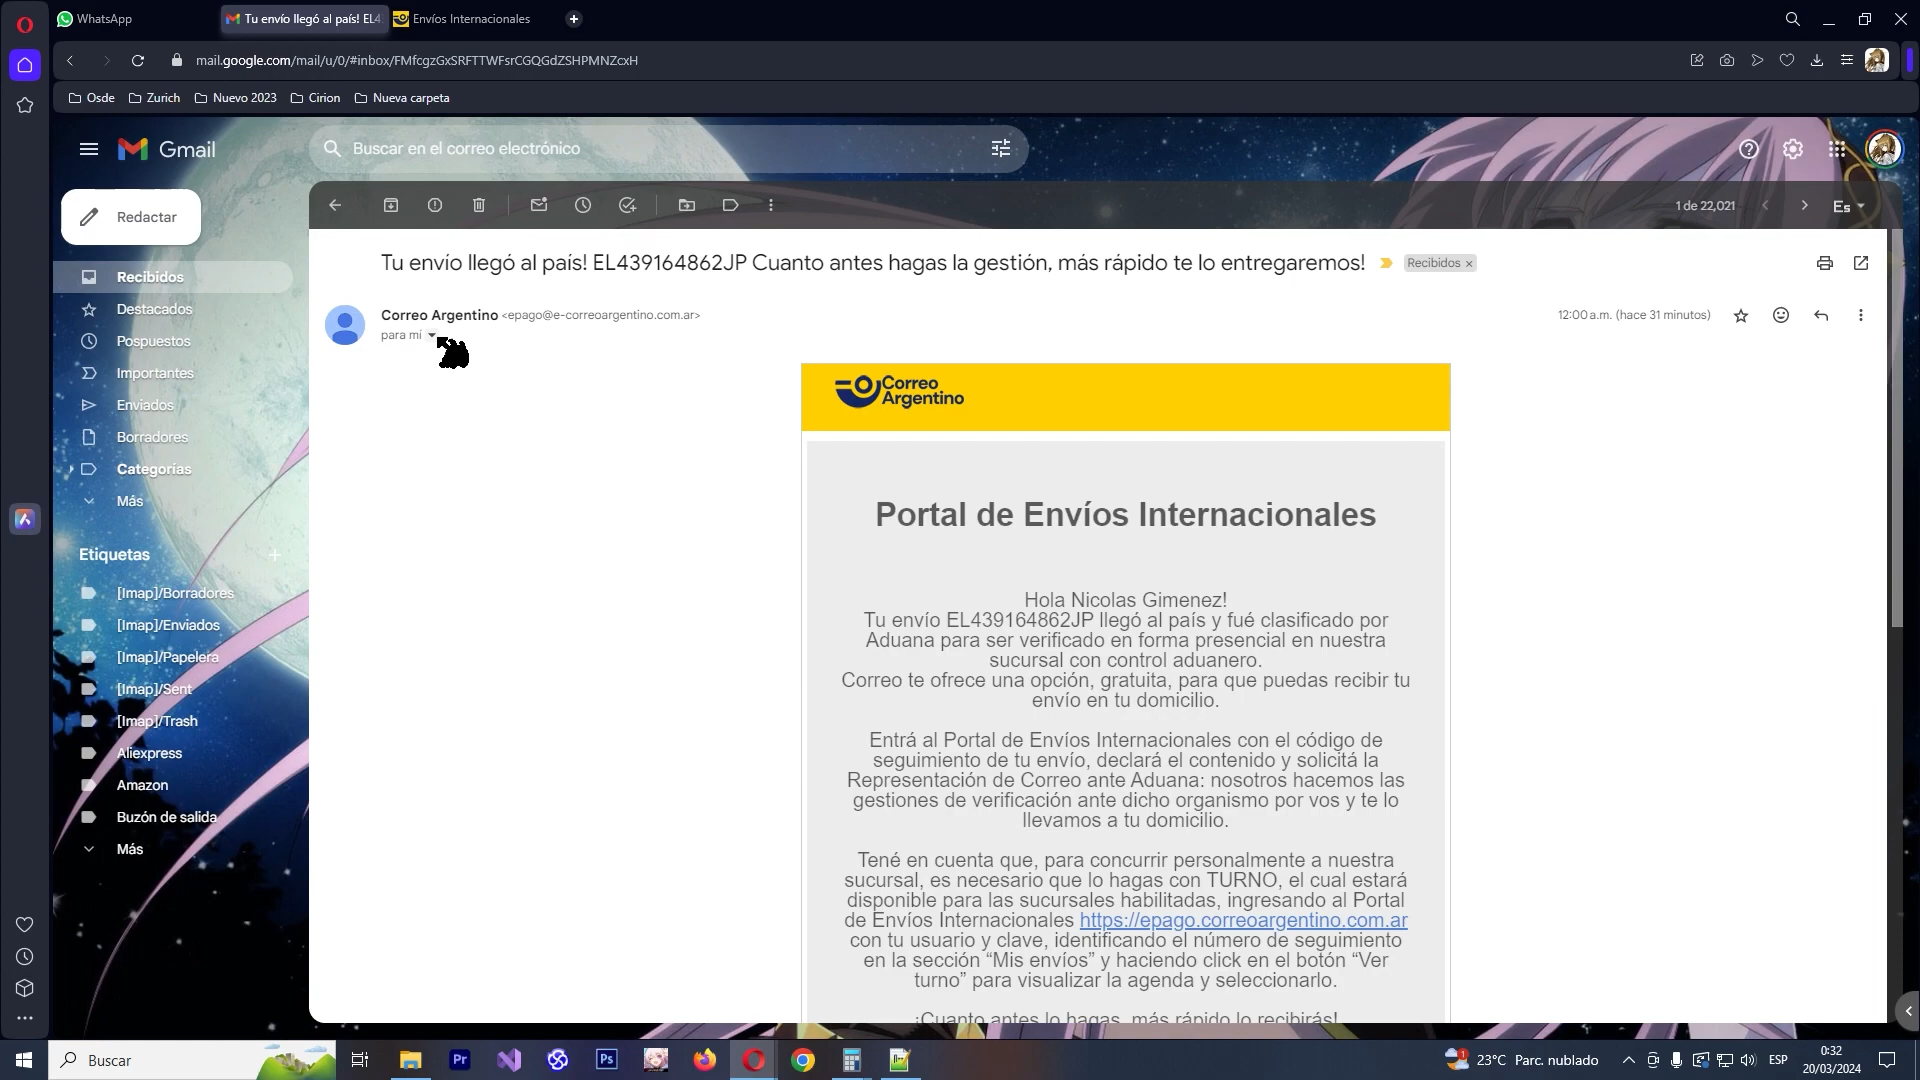 WhatsApp
Tu envío llegó al país! EL4
Envíos Internacionales
mail.google.com/mail/u/0/#inbox/FMfcgzGxSRFTTWFsrCGQGdZSHPMNZcxH
Osde
Zurich
Nuevo 2023
Cirion
Nueva carpeta
Gmail
Buscar en el correo electrónico
Redactar
1 de 22,021
Es
Recibidos
Destacados
Pospuestos
Importantes
Enviados
Borradores
Categorías
Más
Etiquetas
[Imap]/Borradores
[Imap]/Enviados
[Imap]/Papelera
[Imap]/Sent
[Imap]/Trash
Aliexpress
Amazon
Buzón de salida
Más
Tu envío llegó al país! EL439164862JP Cuanto antes hagas la gestión, más rápido te lo entregaremos!
Recibidos ×
Correo Argentino <epago@e-correoargentino.com.ar>
12:00 a.m. (hace 31 minutos)
para mí
Correo
Argentino
Portal de Envíos Internacionales
Hola Nicolas Gimenez!
Tu envío EL439164862JP llegó al país y fué clasificado por
Aduana para ser verificado en forma presencial en nuestra
sucursal con control aduanero.
Correo te ofrece una opción, gratuita, para que puedas recibir tu
envío en tu domicilio.
Entrá al Portal de Envíos Internacionales con el código de
seguimiento de tu envío, declará el contenido y solicitá la
Representación de Correo ante Aduana: nosotros hacemos las
gestiones de verificación ante dicho organismo por vos y te lo
llevamos a tu domicilio.
Tené en cuenta que, para concurrir personalmente a nuestra
sucursal, es necesario que lo hagas con TURNO, el cual estará
disponible para las sucursales habilitadas, ingresando al Portal
de Envíos Internacionales https://epago.correoargentino.com.ar
con tu usuario y clave, identificando el número de seguimiento
en la sección “Mis envíos” y haciendo click en el botón “Ver
turno” para visualizar la agenda y seleccionarlo.
¡Cuanto antes lo hagas, más rápido lo recibirás!
Buscar
Pr
Ps
23°C Parc. nublado
ESP
0:32
20/03/2024